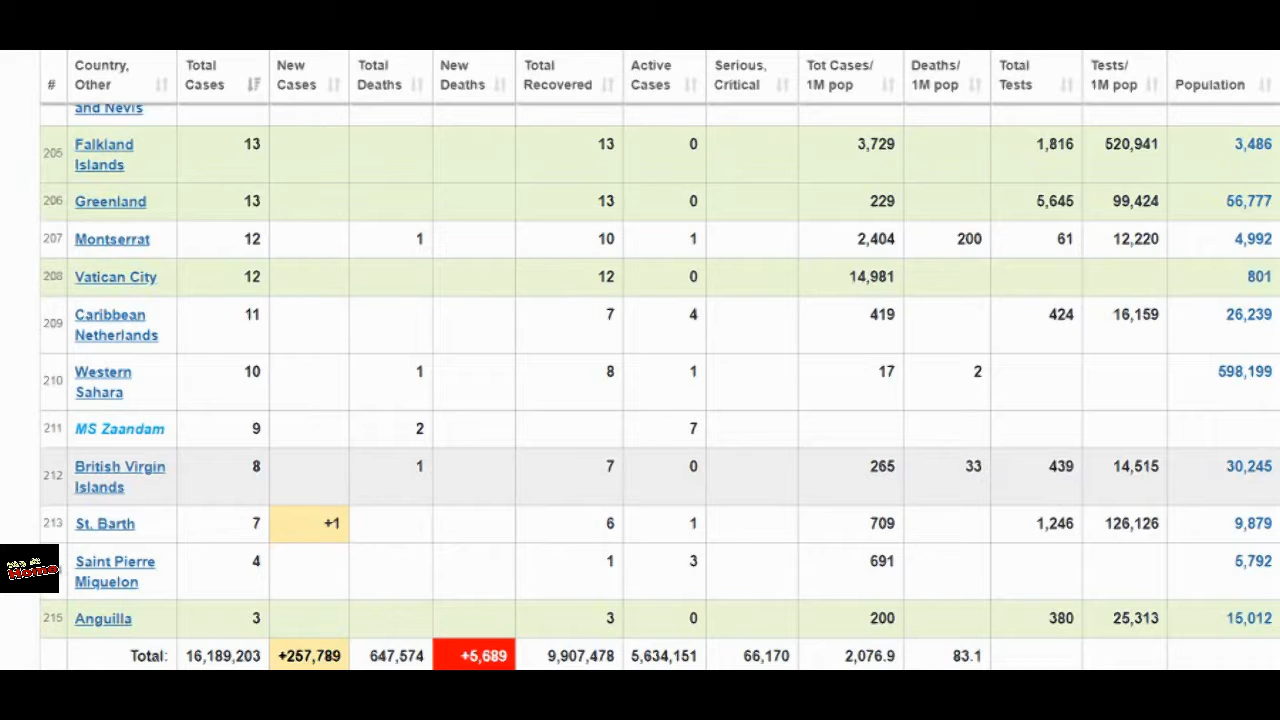 # Country, Other Total Cases New Cases Total Deaths New Deaths Total Recovered Active Cases Serious, Critical Tot Cases/ 1M pop Deaths/ 1M pop Total Tests Tests/ 1M pop Population
and Nevis
205 Falkland Islands 13 13 0 3,729 1,816 520,941 3,486
206 Greenland 13 13 0 229 5,645 99,424 56,777
207 Montserrat 12 1 10 1 2,404 200 61 12,220 4,992
208 Vatican City 12 12 0 14,981 801
209 Caribbean Netherlands 11 7 4 419 424 16,159 26,239
210 Western Sahara 10 1 8 1 17 2 598,199
211 MS Zaandam 9 2 7
212 British Virgin Islands 8 1 7 0 265 33 439 14,515 30,245
213 St. Barth 7 +1 6 1 709 1,246 126,126 9,879
Saint Pierre Miquelon 4 1 3 691 5,792
Home
215 Anguilla 3 3 0 200 380 25,313 15,012
Total: 16,189,203 +257,789 647,574 +5,689 9,907,478 5,634,151 66,170 2,076.9 83.1